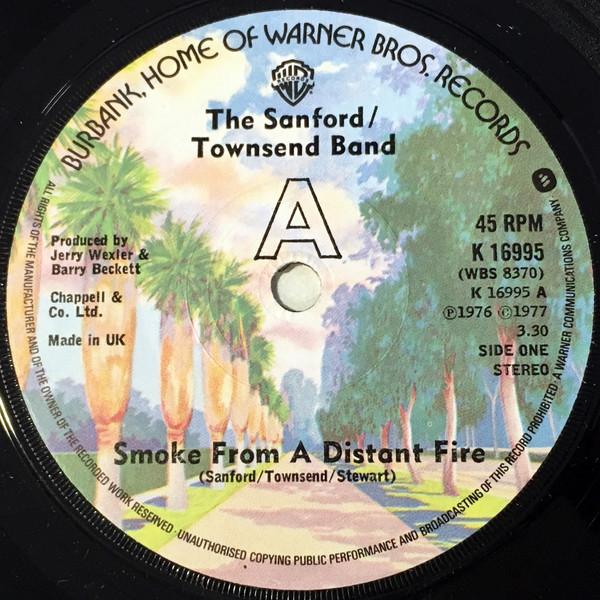 BURBANK, HOME OF WARNER BROS. RECORDS
W
RECORDS
The Sanford/
Townsend Band
A
Produced by
Jerry Wexler &
Barry Beckett
Chappell &
Co. Ltd.
Made in UK
45 RPM
K 16995
(WBS 8370)
K 16995 A
℗1976 ©1977
3.30
SIDE ONE
STEREO
Smoke From A Distant Fire
(Sanford/Townsend/Stewart)
ALL RIGHTS OF THE MANUFACTURER AND OF THE OWNER OF THE RECORDED WORK RESERVED·UNAUTHORISED COPYING PUBLIC PERFORMANCE AND BROADCASTING OF THIS RECORD PROHIBITED·A WARNER COMMUNICATIONS COMPANY